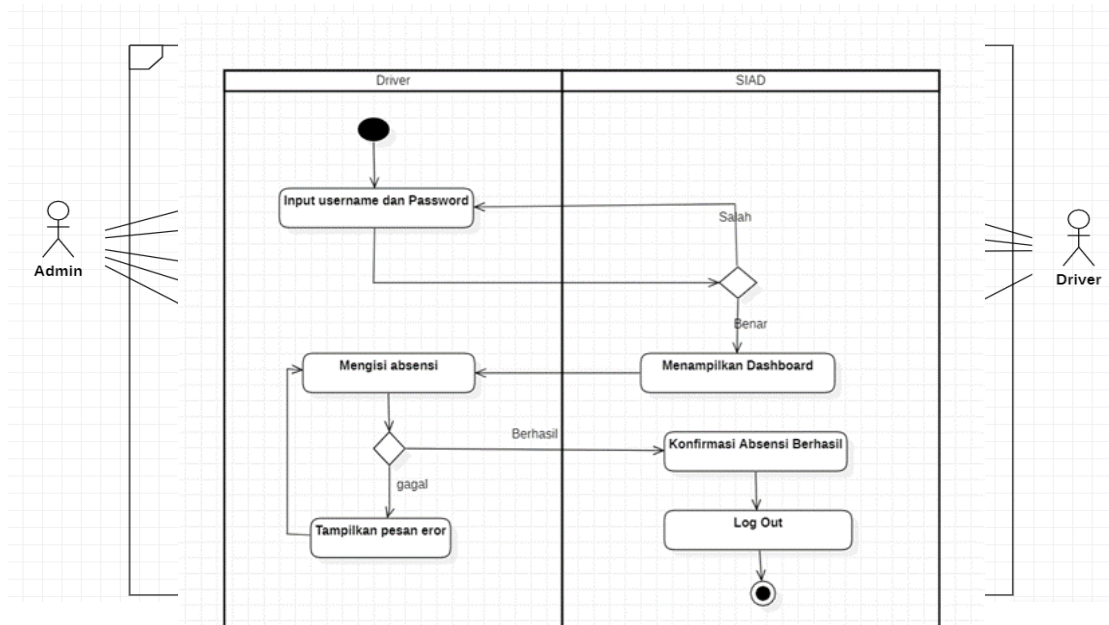 Driver
SIAD
Input username dan Password
Salah
Admin
Driver
Benar
Mengisi absensi
Menampilkan Dashboard
Berhasil
Konfirmasi Absensi Berhasil
gagal
Tampilkan pesan eror
Log Out